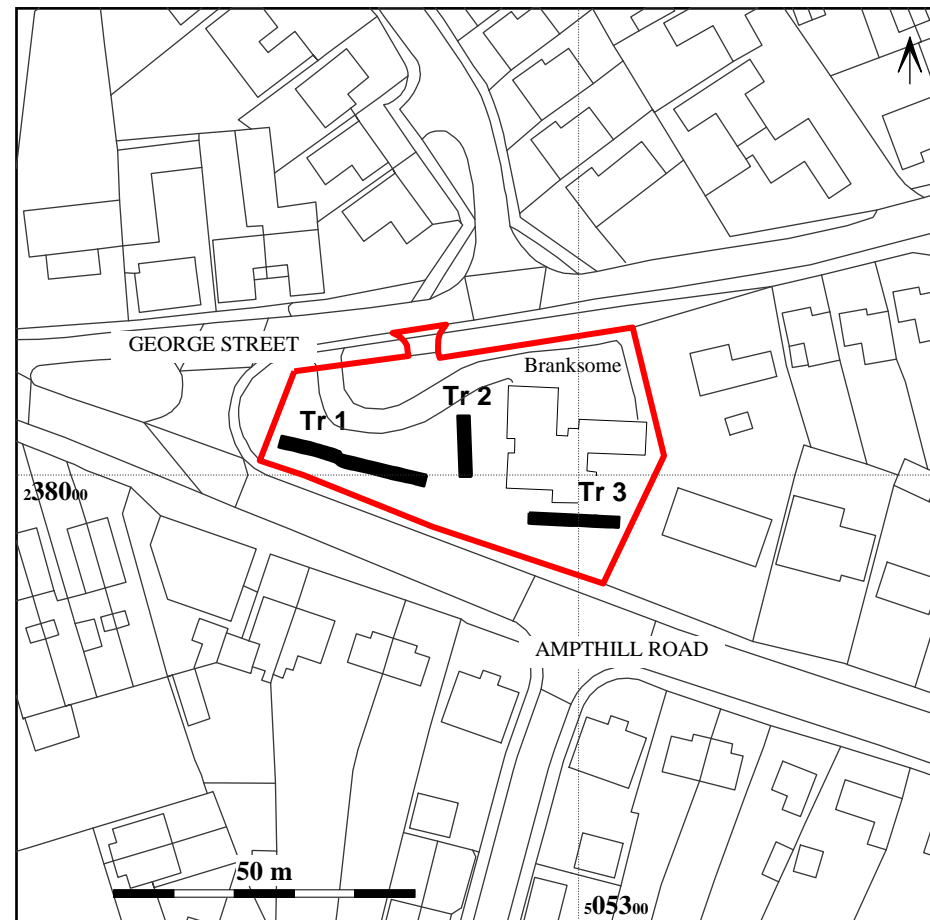 GEORGE STREET
Branksome
Tr 1
Tr 2
Tr 3
238000
AMPTHILL ROAD
50 m
505300